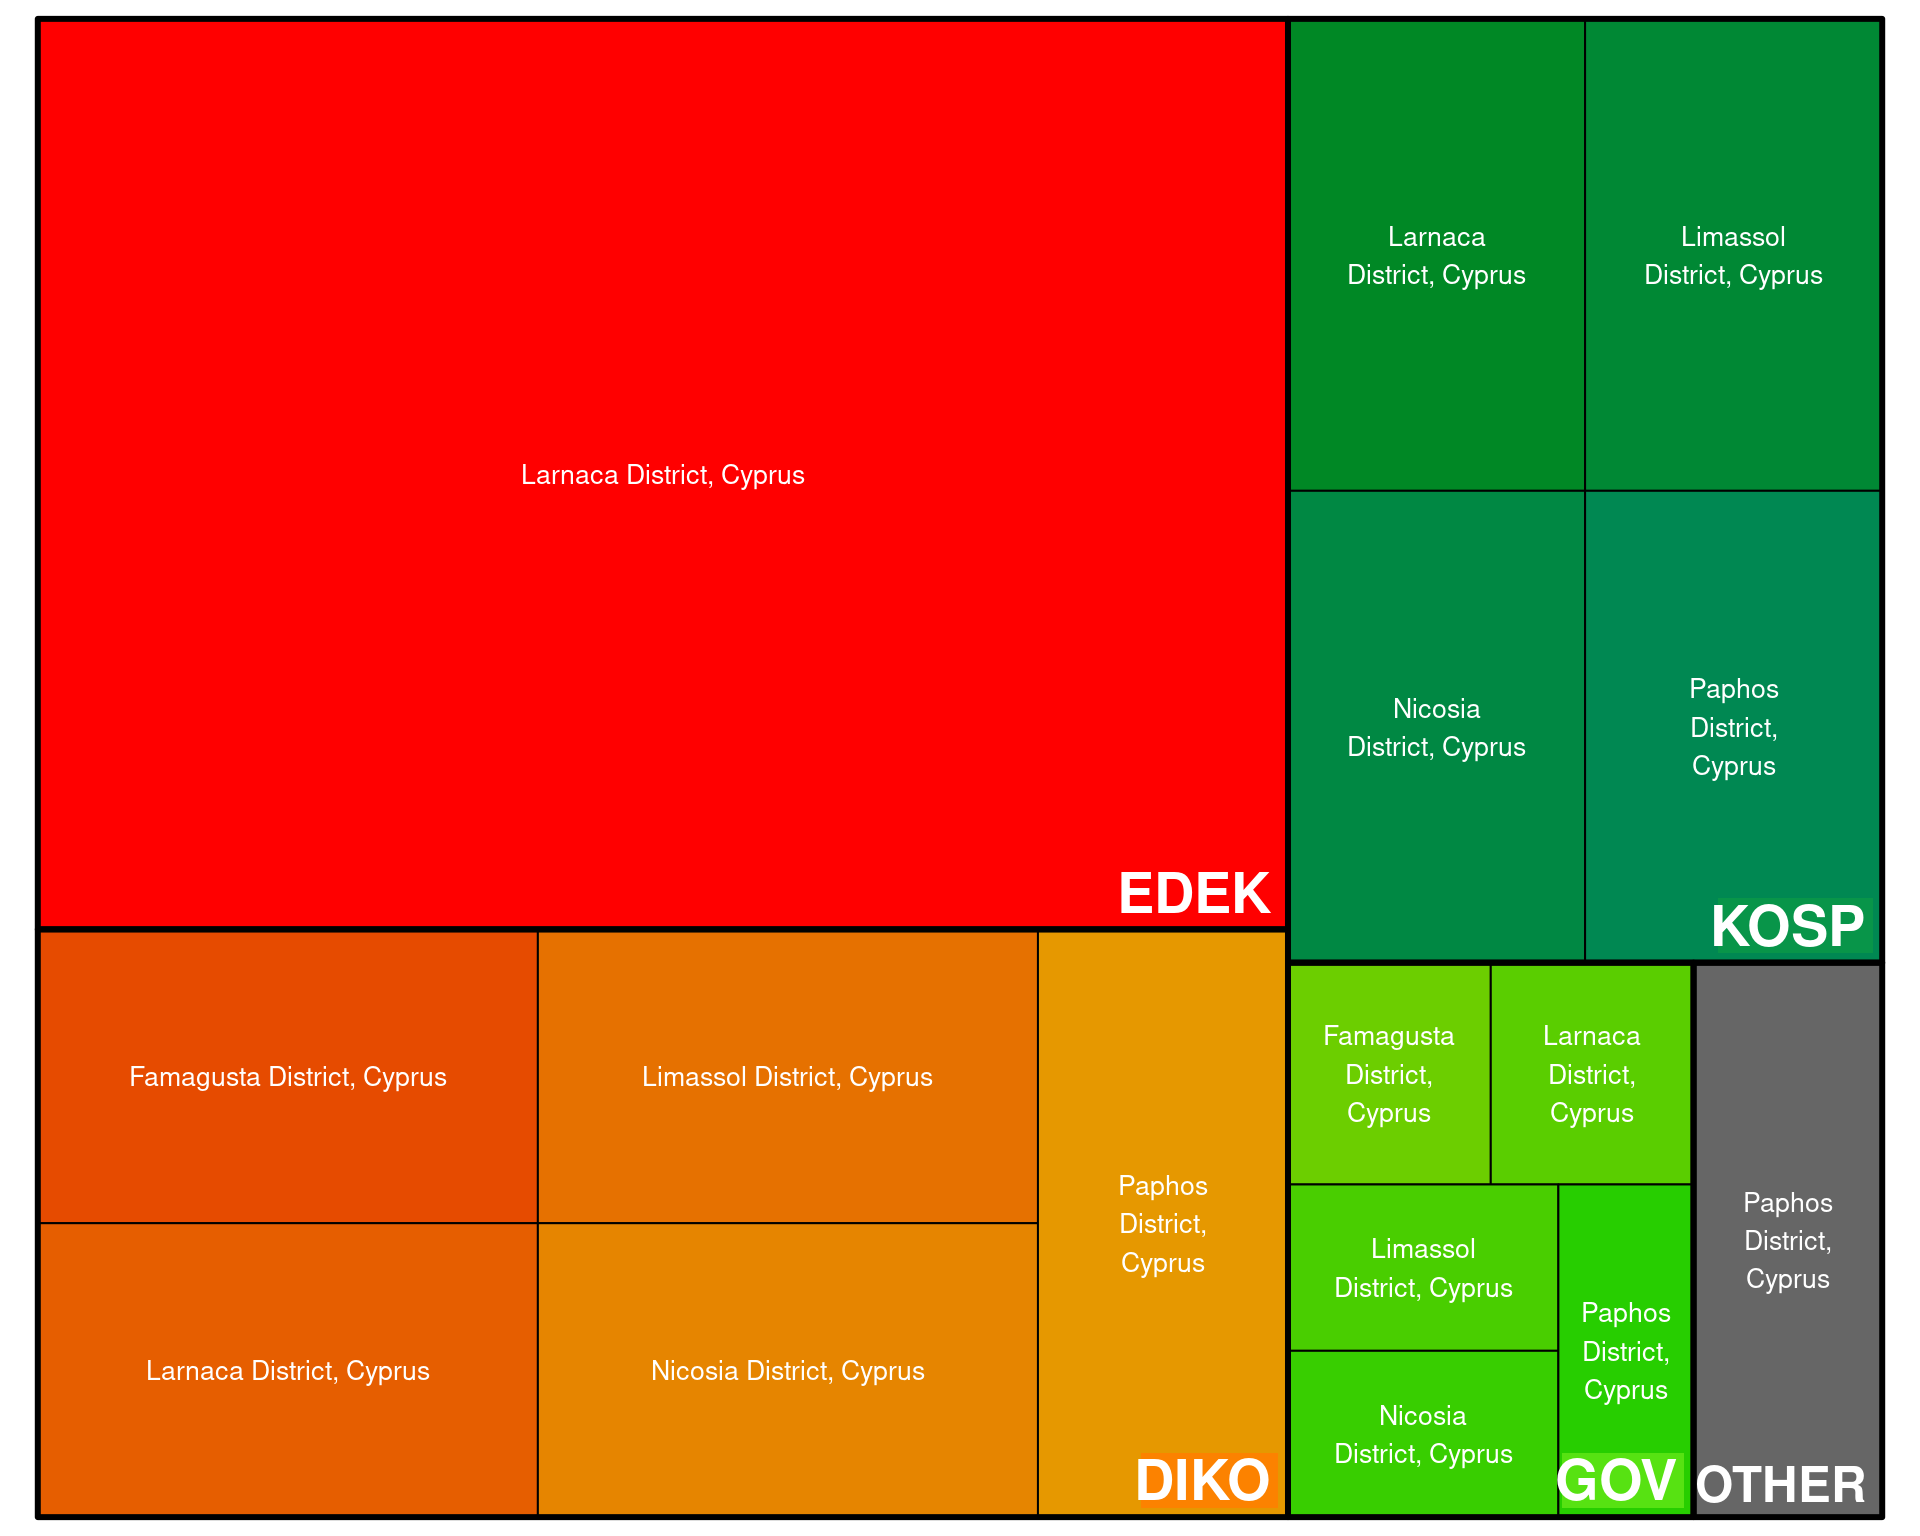 Larnaca District, Cyprus
EDEK
Larnaca
District, Cyprus
Limassol
District, Cyprus
Nicosia
District, Cyprus
Paphos
District,
Cyprus
KOSP
Famagusta District, Cyprus
Limassol District, Cyprus
Larnaca District, Cyprus
Nicosia District, Cyprus
Paphos
District,
Cyprus
DIKO
Famagusta
District,
Cyprus
Larnaca
District,
Cyprus
Limassol
District, Cyprus
Nicosia
District, Cyprus
Paphos
District,
Cyprus
GOV
Paphos
District,
Cyprus
OTHER